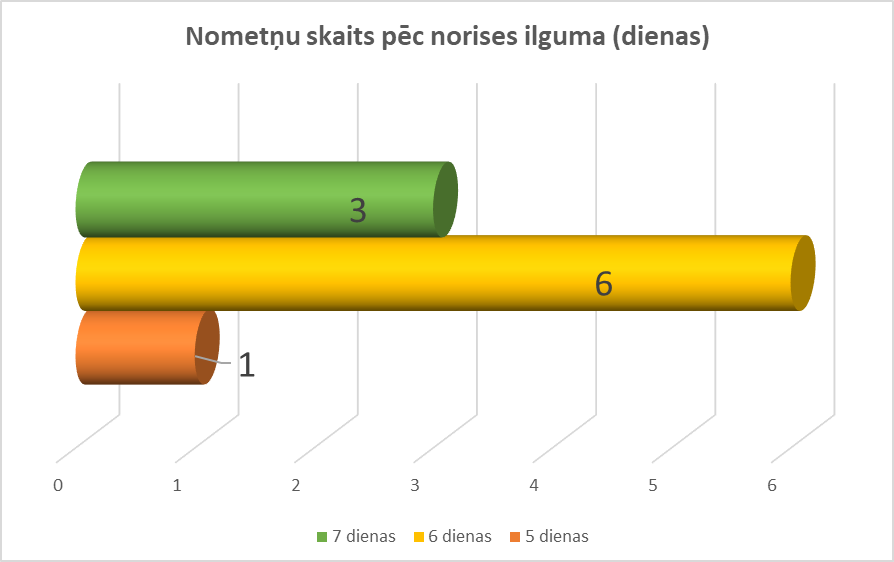 Nometņu skaits pēc norises ilguma (dienas)
3
6
1
0 1 2 3 4 5 6
7 dienas 6 dienas 5 dienas